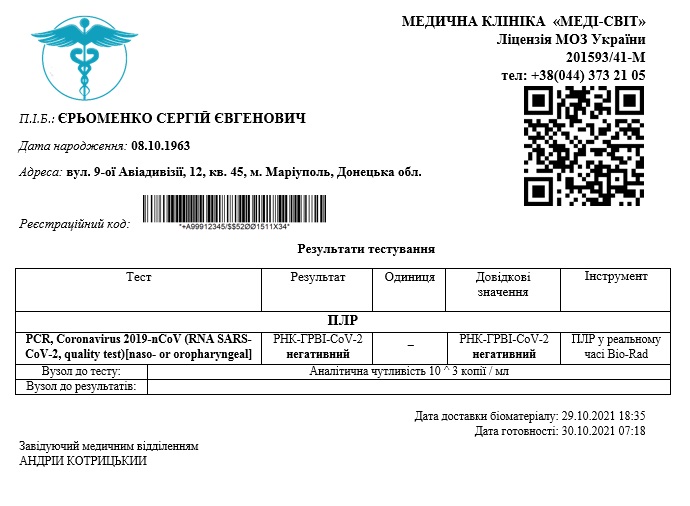 МЕДИЧНА КЛІНІКА «МЕДІ-СВІТ»
Ліцензія МОЗ України
201593/41-М
тел: +38(044) 373 21 05
П.І.Б.: ЄРЬОМЕНКО СЕРГІЙ ЄВГЕНОВИЧ
Дата народження: 08.10.1963
Адреса: вул. 9-ої Авіадивізії, 12, кв. 45, м. Маріуполь, Донецька обл.
Реєстраційний код:
*+A99912345/$$52ØØ1511X34*
Результати тестування
Тест Результат Одиниця Довідкові значення Інструмент
ПЛР
PCR, Coronavirus 2019-nCoV (RNA SARS- РНК-ГРВІ-CoV-2 – РНК-ГРВІ-CoV-2 ПЛР у реальному
CoV-2, quality test)[naso- or oropharyngeal] негативний негативний часі Bio-Rad
Вузол до тесту: Аналітична чутливість 10 ^ 3 копії / мл
Вузол до результатів:
Дата доставки біоматеріалу: 29.10.2021 18:35
Дата готовності: 30.10.2021 07:18
Завідуючий медичним відділенням
АНДРІЙ КОТРИЦЬКИЙ